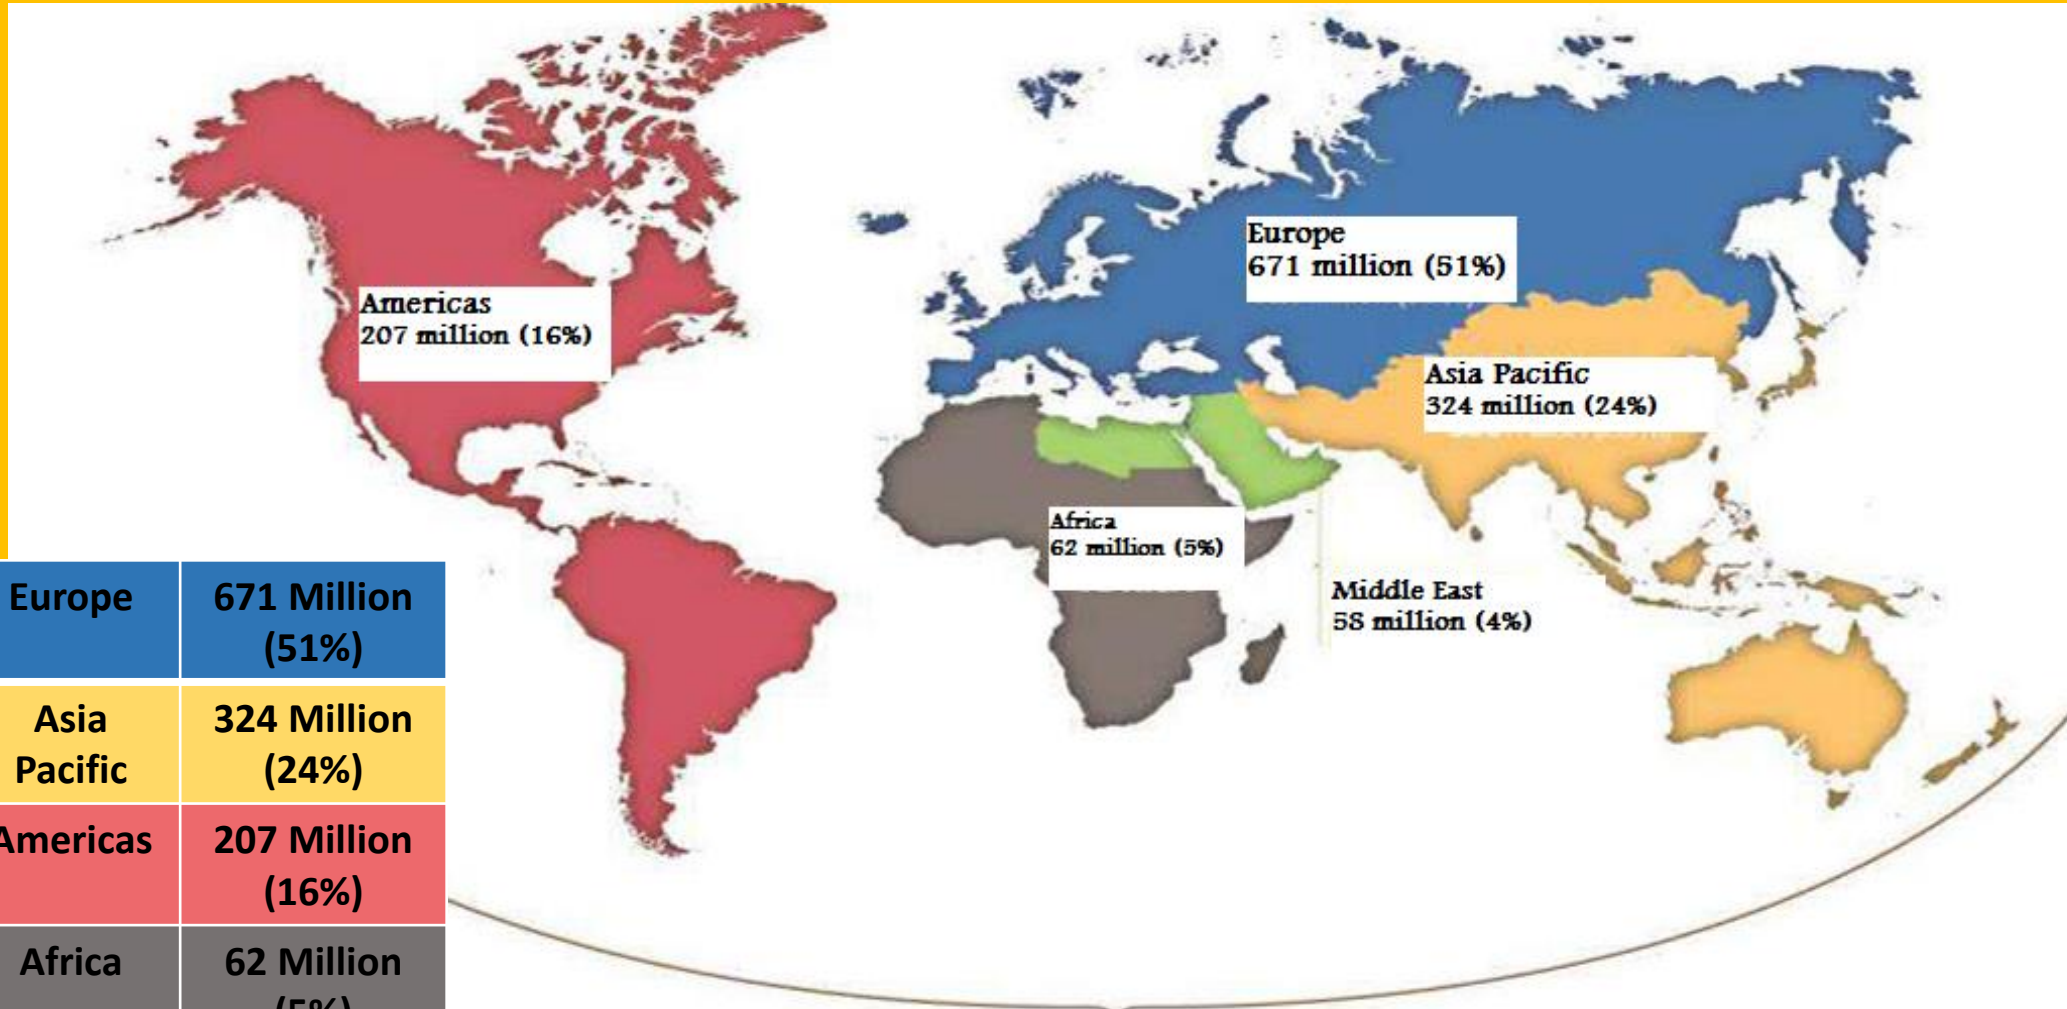 Europe
671 million (51%)
Americas
207 million (16%)
Asia Pacific
324 million (24%)
Africa
62 million (5%)
Middle East
58 million (4%)
Europe
671 Million
(51%)
Asia
Pacific
324 Million
(24%)
Americas
207 Million
(16%)
Africa
62 Million
(5%)